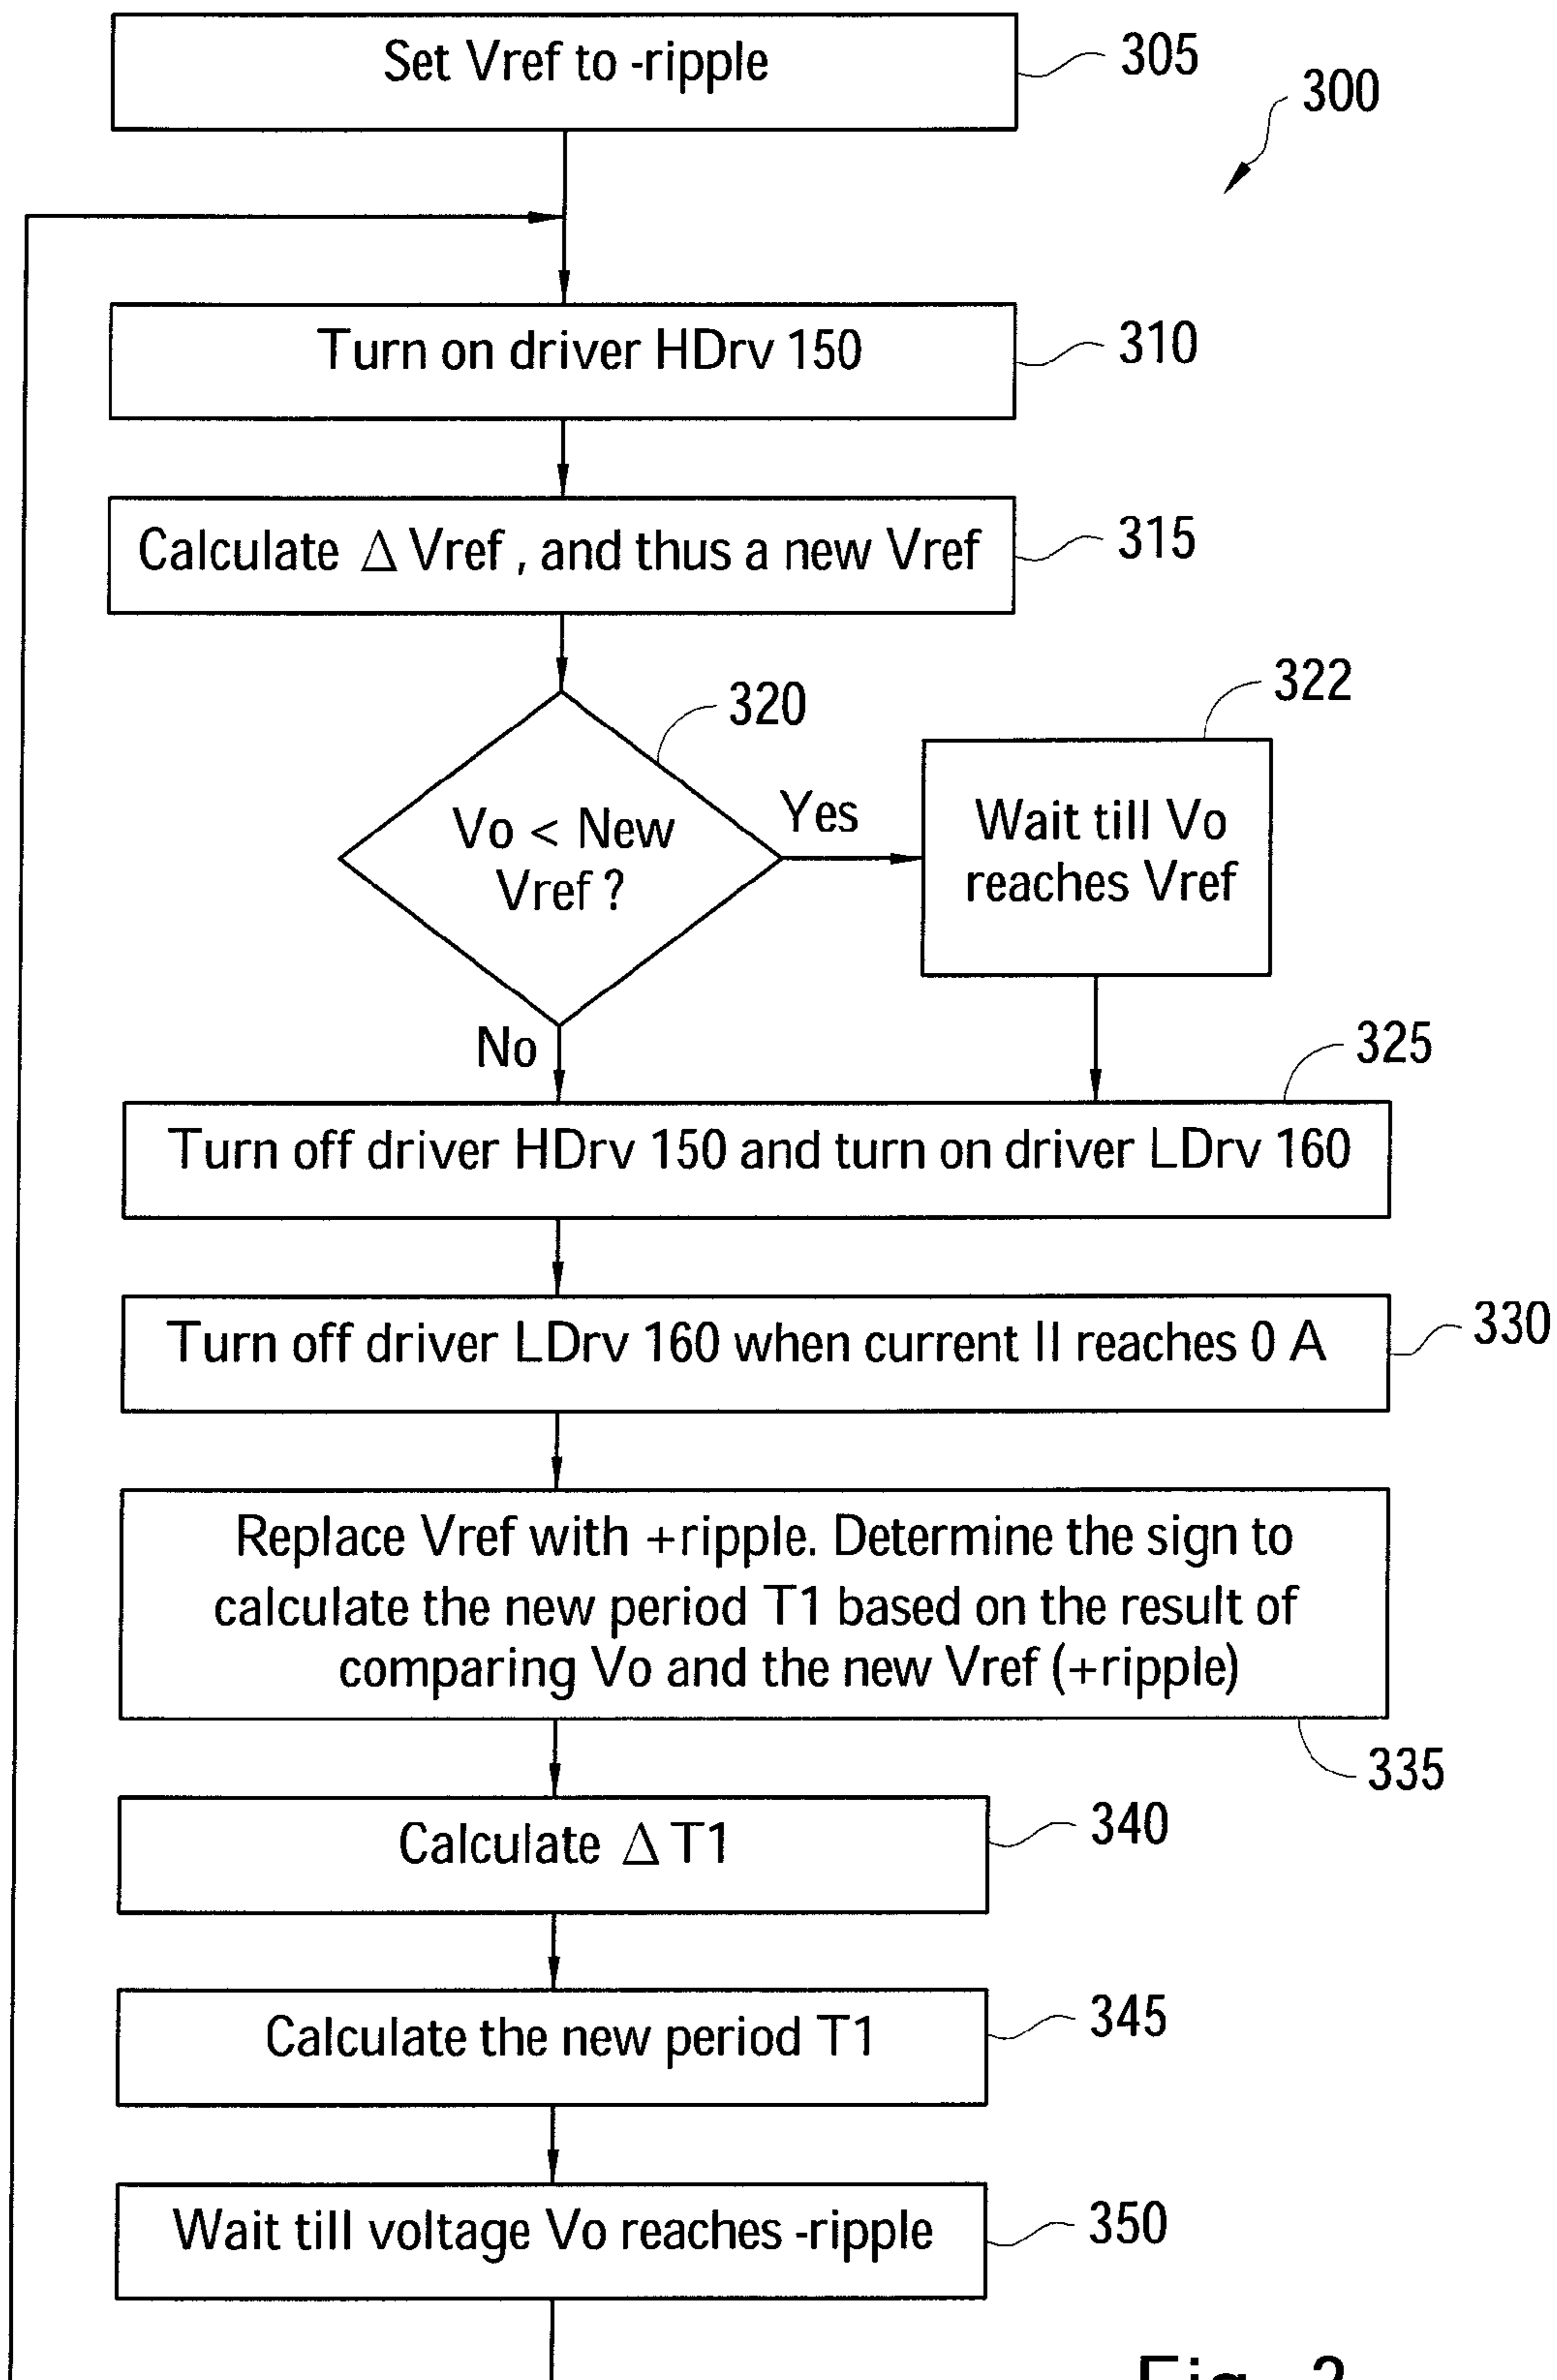 Set Vref to -ripple
305
300
Turn on driver HDrv 150
310
Calculate Δ Vref , and thus a new Vref
315
320
322
Vo < New
Vref ?
Yes
Wait till Vo
reaches Vref
No
325
Turn off driver HDrv 150 and turn on driver LDrv 160
Turn off driver LDrv 160 when current Il reaches 0 A
330
Replace Vref with +ripple. Determine the sign to
calculate the new period T1 based on the result of
comparing Vo and the new Vref (+ripple)
335
Calculate Δ T1
340
Calculate the new period T1
345
Wait till voltage Vo reaches -ripple
350